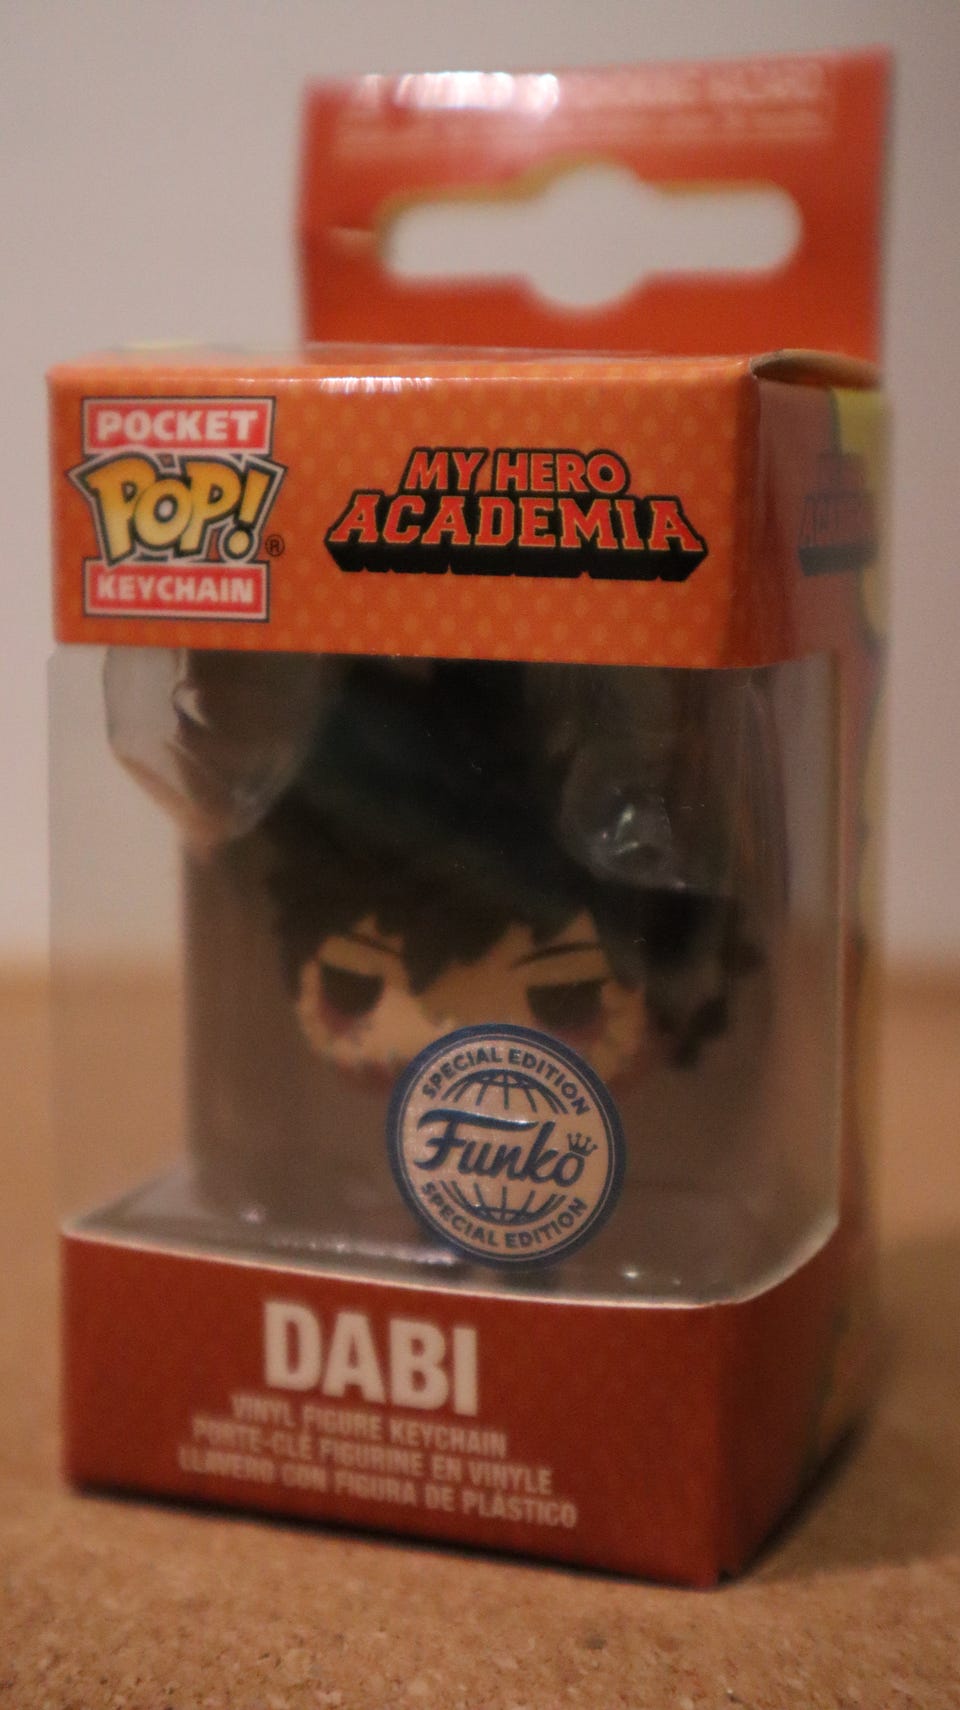 POCKET
POP!®
KEYCHAIN
MY HERO
ACADEMIA
SPECIAL EDITION
Funko
SPECIAL EDITION
DABI
VINYL FIGURE KEYCHAIN
PORTE-CLÉ FIGURINE EN VINYLE
LLAVERO CON FIGURA DE PLÁSTICO